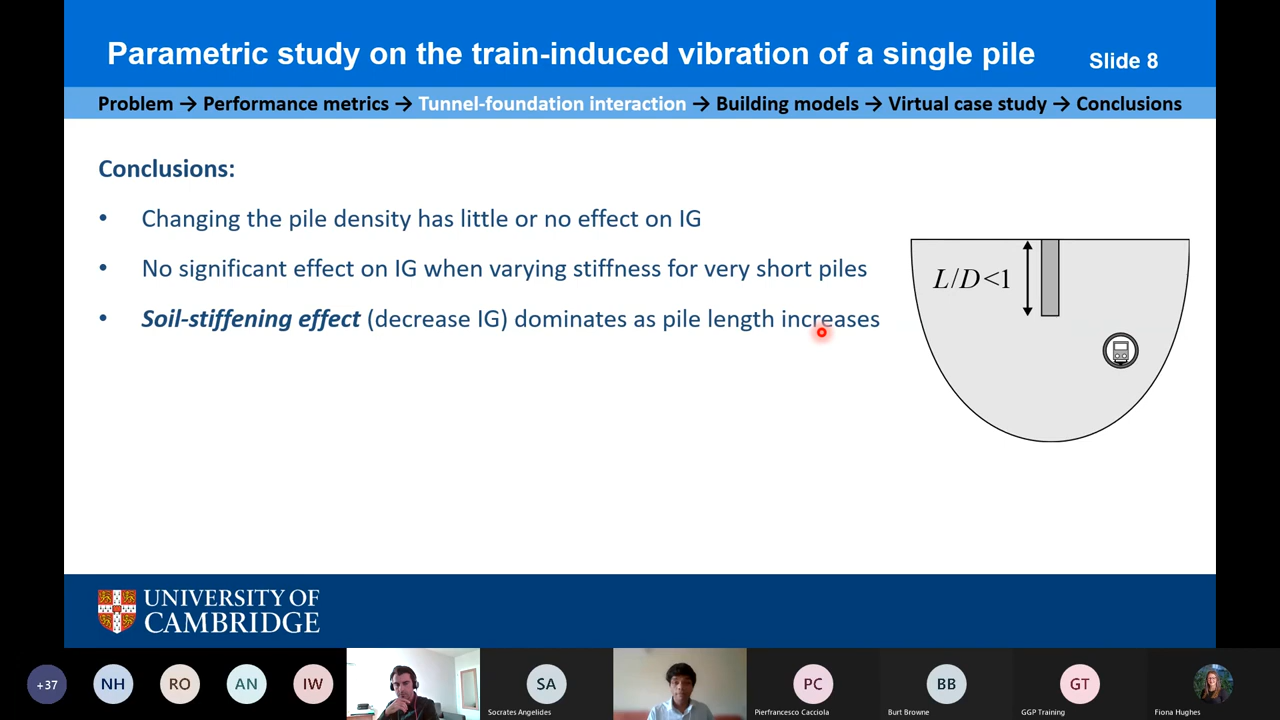 Parametric study on the train-induced vibration of a single pile
Slide 8
Problem → Performance metrics → Tunnel-foundation interaction → Building models → Virtual case study → Conclusions
Conclusions:
• Changing the pile density has little or no effect on IG
• No significant effect on IG when varying stiffness for very short piles
• Soil-stiffening effect (decrease IG) dominates as pile length increases
L/D<1
UNIVERSITY OF
CAMBRIDGE
+37
NH
RO
AN
IW
SA
Socrates Angelides
PC
Pierfrancesco Cacciola
BB
Burt Browne
GT
GGP Training
Fiona Hughes